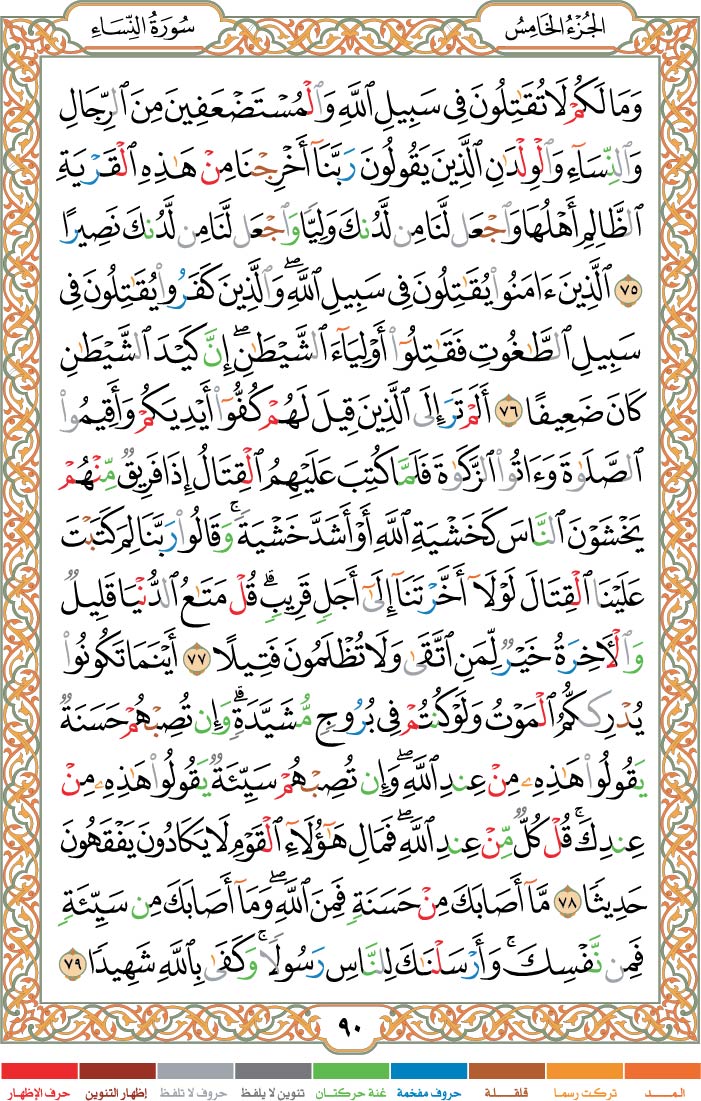 الجُزْءُ الخَامِسُ
سُورَةُ النِّسَاءِ
وَمَا لَكُمْ لَا تُقَٰتِلُونَ فِى سَبِيلِ ٱللَّهِ وَٱلْمُسْتَضْعَفِينَ مِنَ ٱلرِّجَالِ
وَٱلنِّسَآءِ وَٱلْوِلْدَٰنِ ٱلَّذِينَ يَقُولُونَ رَبَّنَآ أَخْرِجْنَا مِنْ هَٰذِهِ ٱلْقَرْيَةِ
ٱلظَّالِمِ أَهْلُهَا وَٱجْعَل لَّنَا مِن لَّدُنكَ وَلِيًّا وَٱجْعَل لَّنَا مِن لَّدُنكَ نَصِيرًا
٧٥ ٱلَّذِينَ ءَامَنُوا۟ يُقَٰتِلُونَ فِى سَبِيلِ ٱللَّهِ ۖ وَٱلَّذِينَ كَفَرُوا۟ يُقَٰتِلُونَ فِى
سَبِيلِ ٱلطَّٰغُوتِ فَقَٰتِلُوٓا۟ أَوْلِيَآءَ ٱلشَّيْطَٰنِ ۖ إِنَّ كَيْدَ ٱلشَّيْطَٰنِ
كَانَ ضَعِيفًا ٧٦ أَلَمْ تَرَ إِلَى ٱلَّذِينَ قِيلَ لَهُمْ كُفُّوٓا۟ أَيْدِيَكُمْ وَأَقِيمُوا۟
ٱلصَّلَوٰةَ وَءَاتُوا۟ ٱلزَّكَوٰةَ فَلَمَّا كُتِبَ عَلَيْهِمُ ٱلْقِتَالُ إِذَا فَرِيقٌ مِّنْهُمْ
يَخْشَوْنَ ٱلنَّاسَ كَخَشْيَةِ ٱللَّهِ أَوْ أَشَدَّ خَشْيَةً ۚ وَقَالُوا۟ رَبَّنَا لِمَ كَتَبْتَ
عَلَيْنَا ٱلْقِتَالَ لَوْلَآ أَخَّرْتَنَآ إِلَىٰٓ أَجَلٍ قَرِيبٍ ۗ قُلْ مَتَٰعُ ٱلدُّنْيَا قَلِيلٌ
وَٱلْأَخِرَةُ خَيْرٌ لِّمَنِ ٱتَّقَىٰ وَلَا تُظْلَمُونَ فَتِيلًا ٧٧ أَيْنَمَا تَكُونُوا۟
يُدْرِككُّمُ ٱلْمَوْتُ وَلَوْ كُنتُمْ فِى بُرُوجٍ مُّشَيَّدَةٍ ۗ وَإِن تُصِبْهُمْ حَسَنَةٌ
يَقُولُوا۟ هَٰذِهِۦ مِنْ عِندِ ٱللَّهِ ۖ وَإِن تُصِبْهُمْ سَيِّئَةٌ يَقُولُوا۟ هَٰذِهِۦ مِنْ
عِندِكَ ۚ قُلْ كُلٌّ مِّنْ عِندِ ٱللَّهِ ۖ فَمَالِ هَٰٓؤُلَآءِ ٱلْقَوْمِ لَا يَكَادُونَ يَفْقَهُونَ
حَدِيثًا ٧٨ مَّآ أَصَابَكَ مِنْ حَسَنَةٍ فَمِنَ ٱللَّهِ ۖ وَمَآ أَصَابَكَ مِن سَيِّئَةٍ
فَمِن نَّفْسِكَ ۚ وَأَرْسَلْنَٰكَ لِلنَّاسِ رَسُولًا ۚ وَكَفَىٰ بِٱللَّهِ شَهِيدًا ٧٩
٩٠
المـــد تركت رسما قلقـلة حروف مفخمة غنة حركتان تنوين لا يلفظ حروف لا تلفظ إظهار التنوين حرف الإظهار